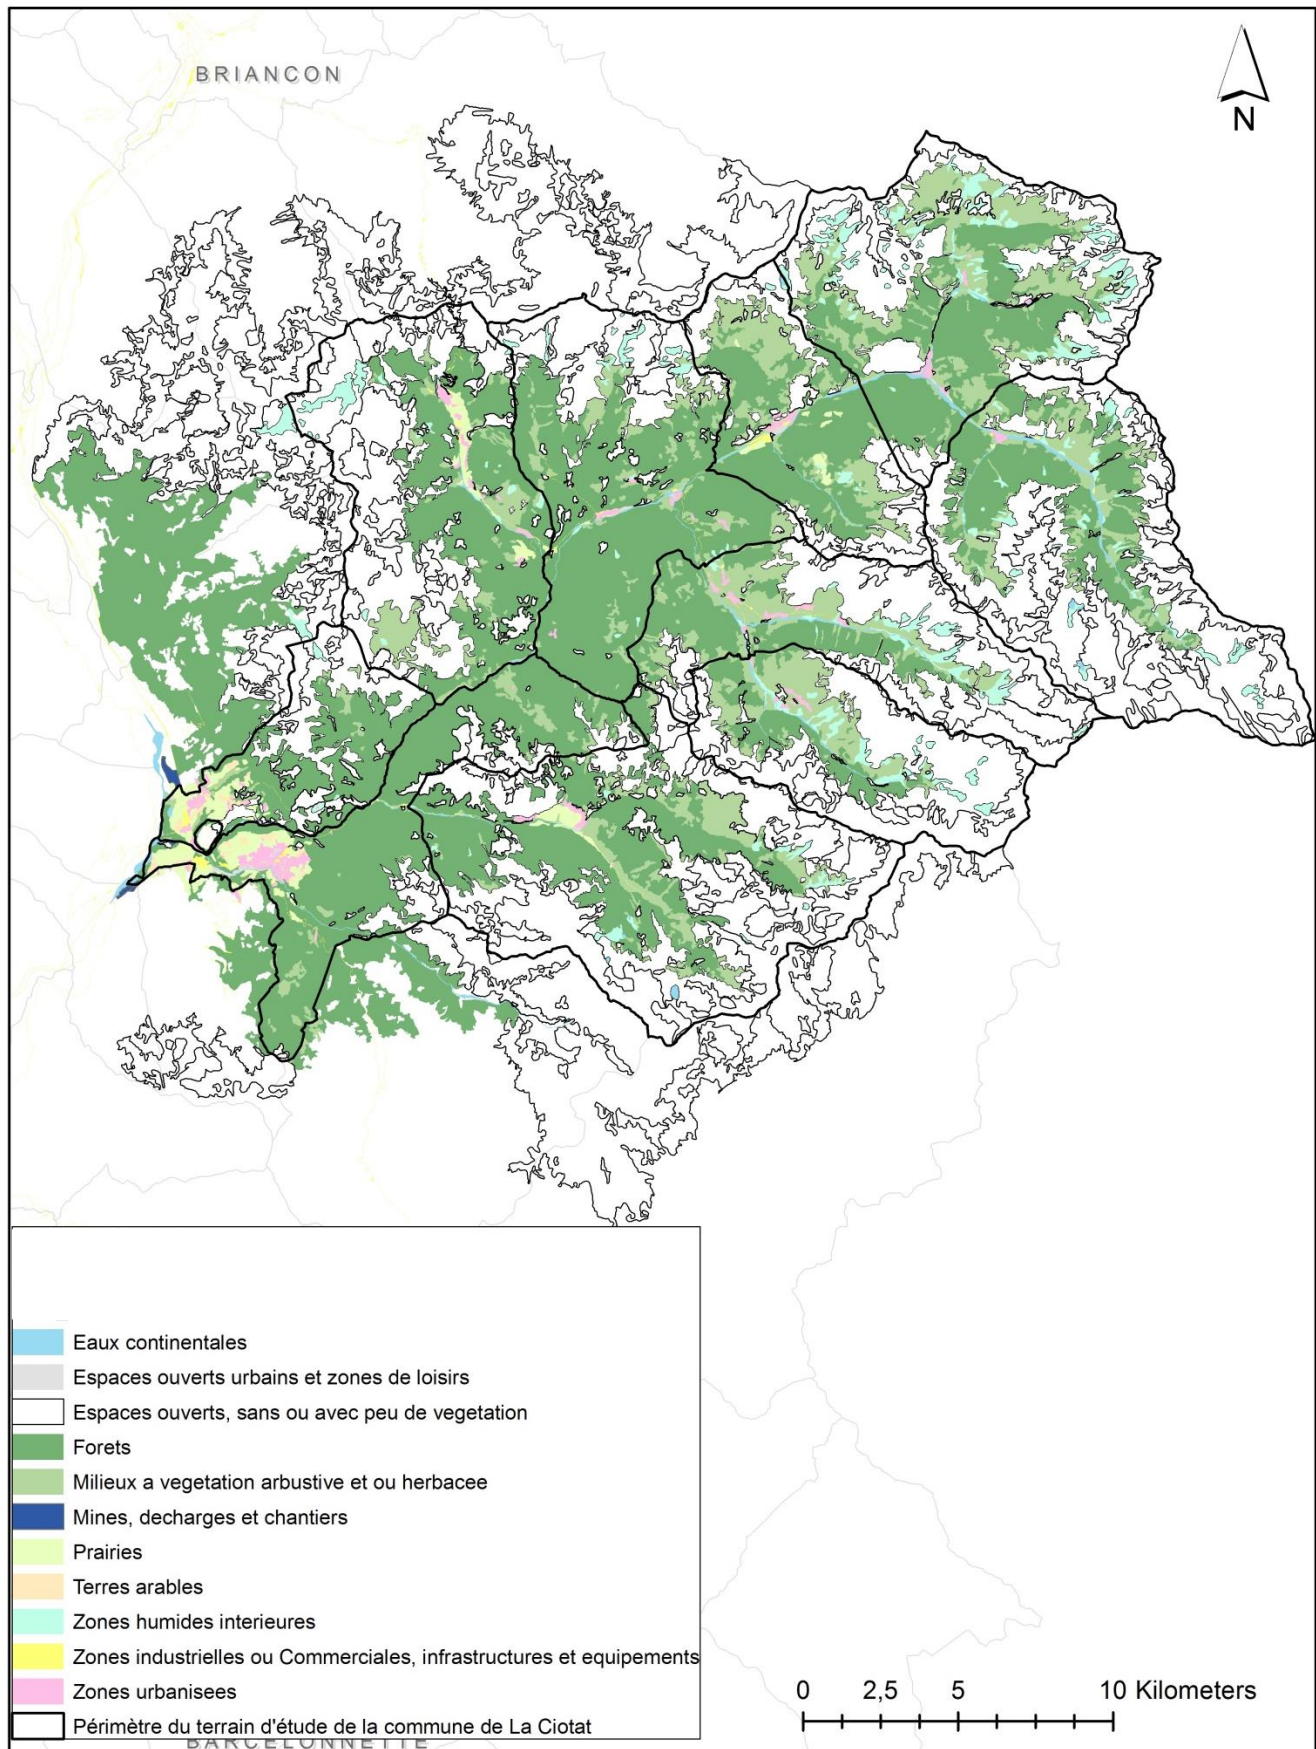 BRIANCON
N
Eaux continentales
Espaces ouverts urbains et zones de loisirs
Espaces ouverts, sans ou avec peu de vegetation
Forets
Milieux a vegetation arbustive et ou herbacee
Mines, decharges et chantiers
Prairies
Terres arables
Zones humides interieures
Zones industrielles ou Commerciales, infrastructures et equipements
Zones urbanisees
Périmètre du terrain d'étude de la commune de La Ciotat
BARCELONNETTE
0 2,5 5 10 Kilometers